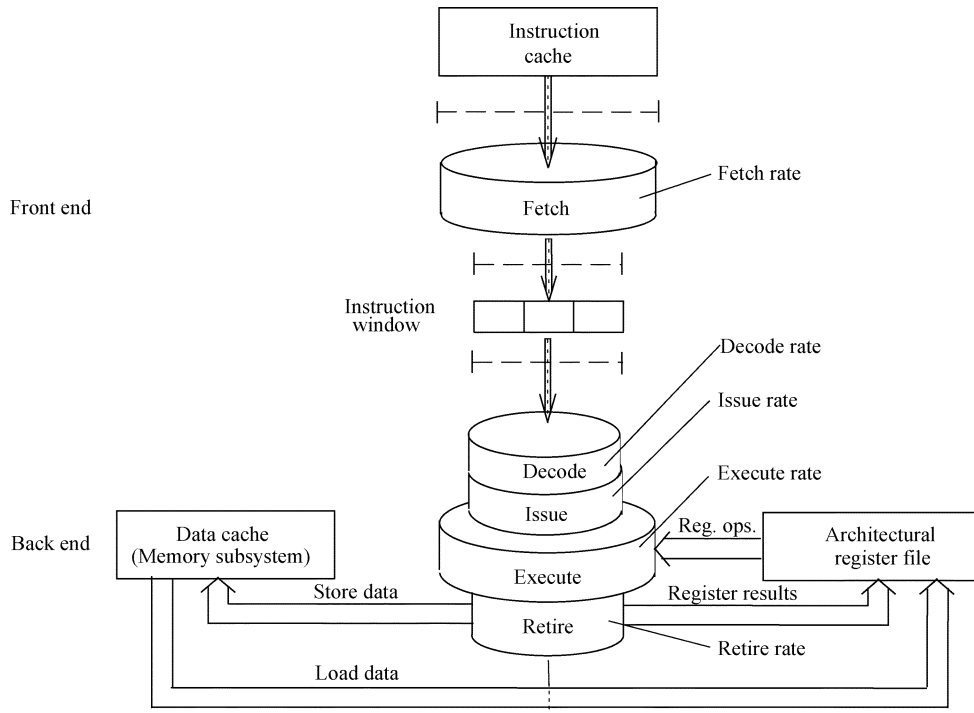 Instruction
cache
Fetch rate
Front end
Fetch
Instruction
window
Decode rate
Issue rate
Decode
Execute rate
Issue
Reg. ops.
Back end
Data cache
(Memory subsystem)
Architectural
register file
Execute
Store data
Register results
Retire
Retire rate
Load data